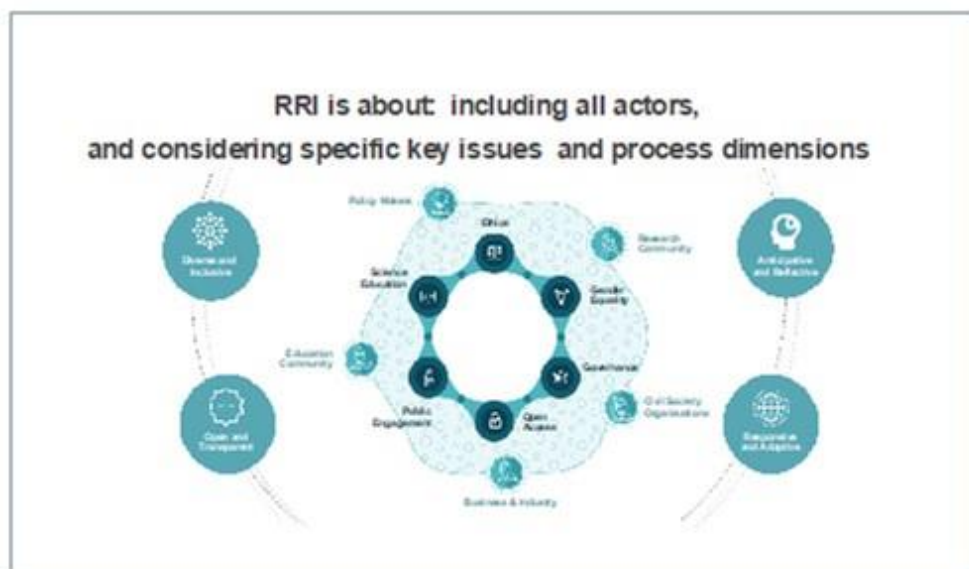 RRI is about: including all actors,
and considering specific key issues and process dimensions
Policy Makers
Ethics
Research
Community
Diverse and
Inclusive
Anticipative
and Reflective
Science
Education
Gender
Equality
Education
Community
Governance
Civil Society
Organisations
Public
Engagement
Open
Access
Open and
Transparent
Responsive
and Adaptive
Business & Industry